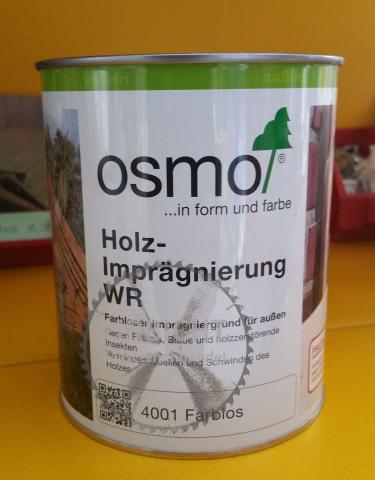 osmo®
...in form und farbe
Holz-
Imprägnierung
WR
Farbloser Imprägniergrund für außen
Gegen Fäulnis, Bläue und holzzerstörende
Insekten
Vermindert Quellen und Schwinden des
Holzes
4001 Farblos